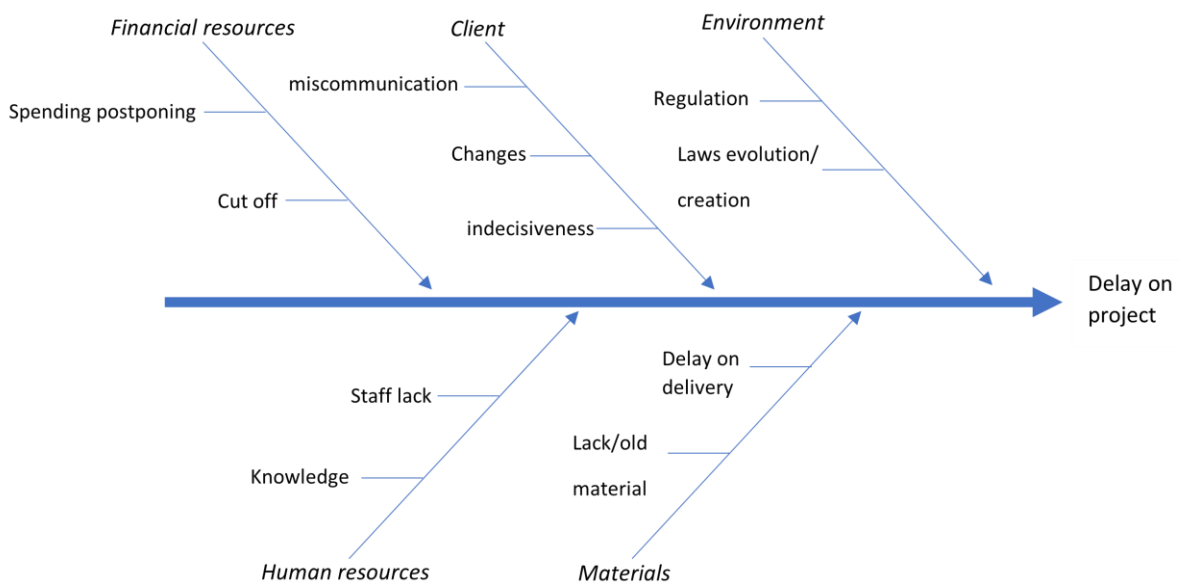 Financial resources
Client
Environment
miscommunication
Regulation
Spending postponing
Changes
Laws evolution/
creation
Cut off
indecisiveness
Delay on
project
Delay on
delivery
Staff lack
Lack/old
material
Knowledge
Human resources
Materials